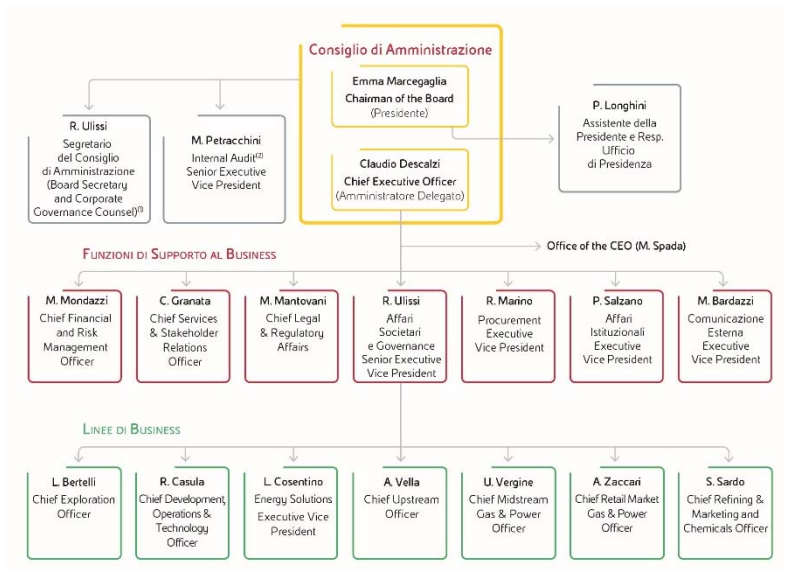 Consiglio di Amministrazione
Emma Marcegaglia
Chairman of the Board
(Presidente)
R. Ulissi
Segretario
del Consiglio
di Amministrazione
(Board Secretary
and Corporate
Governance Counsel)(1)
M. Petracchini
Internal Audit(2)
Senior Executive
Vice President
P. Longhini
Assistente della
Presidente e Resp.
Ufficio
di Presidenza
Claudio Descalzi
Chief Executive Officer
(Amministratore Delegato)
Office of the CEO (M. Spada)
FUNZIONI DI SUPPORTO AL BUSINESS
M. Mondazzi
Chief Financial
and Risk
Management
Officer
C. Granata
Chief Services
& Stakeholder
Relations
Officer
M. Mantovani
Chief Legal
& Regulatory
Affairs
R. Ulissi
Affari
Societari
e Governance
Senior Executive
Vice President
R. Marino
Procurement
Executive
Vice President
P. Salzano
Affari
Istituzionali
Executive
Vice President
M. Bardazzi
Comunicazione
Esterna
Executive
Vice President
LINEE DI BUSINESS
L. Bertelli
Chief Exploration
Officer
R. Casula
Chief Development,
Operations &
Technology
Officer
L. Cosentino
Energy Solutions
Executive Vice
President
A. Vella
Chief Upstream
Officer
U. Vergine
Chief Midstream
Gas & Power
Officer
A. Zaccari
Chief Retail Market
Gas & Power
Officer
S. Sardo
Chief Refining &
Marketing and
Chemicals Officer